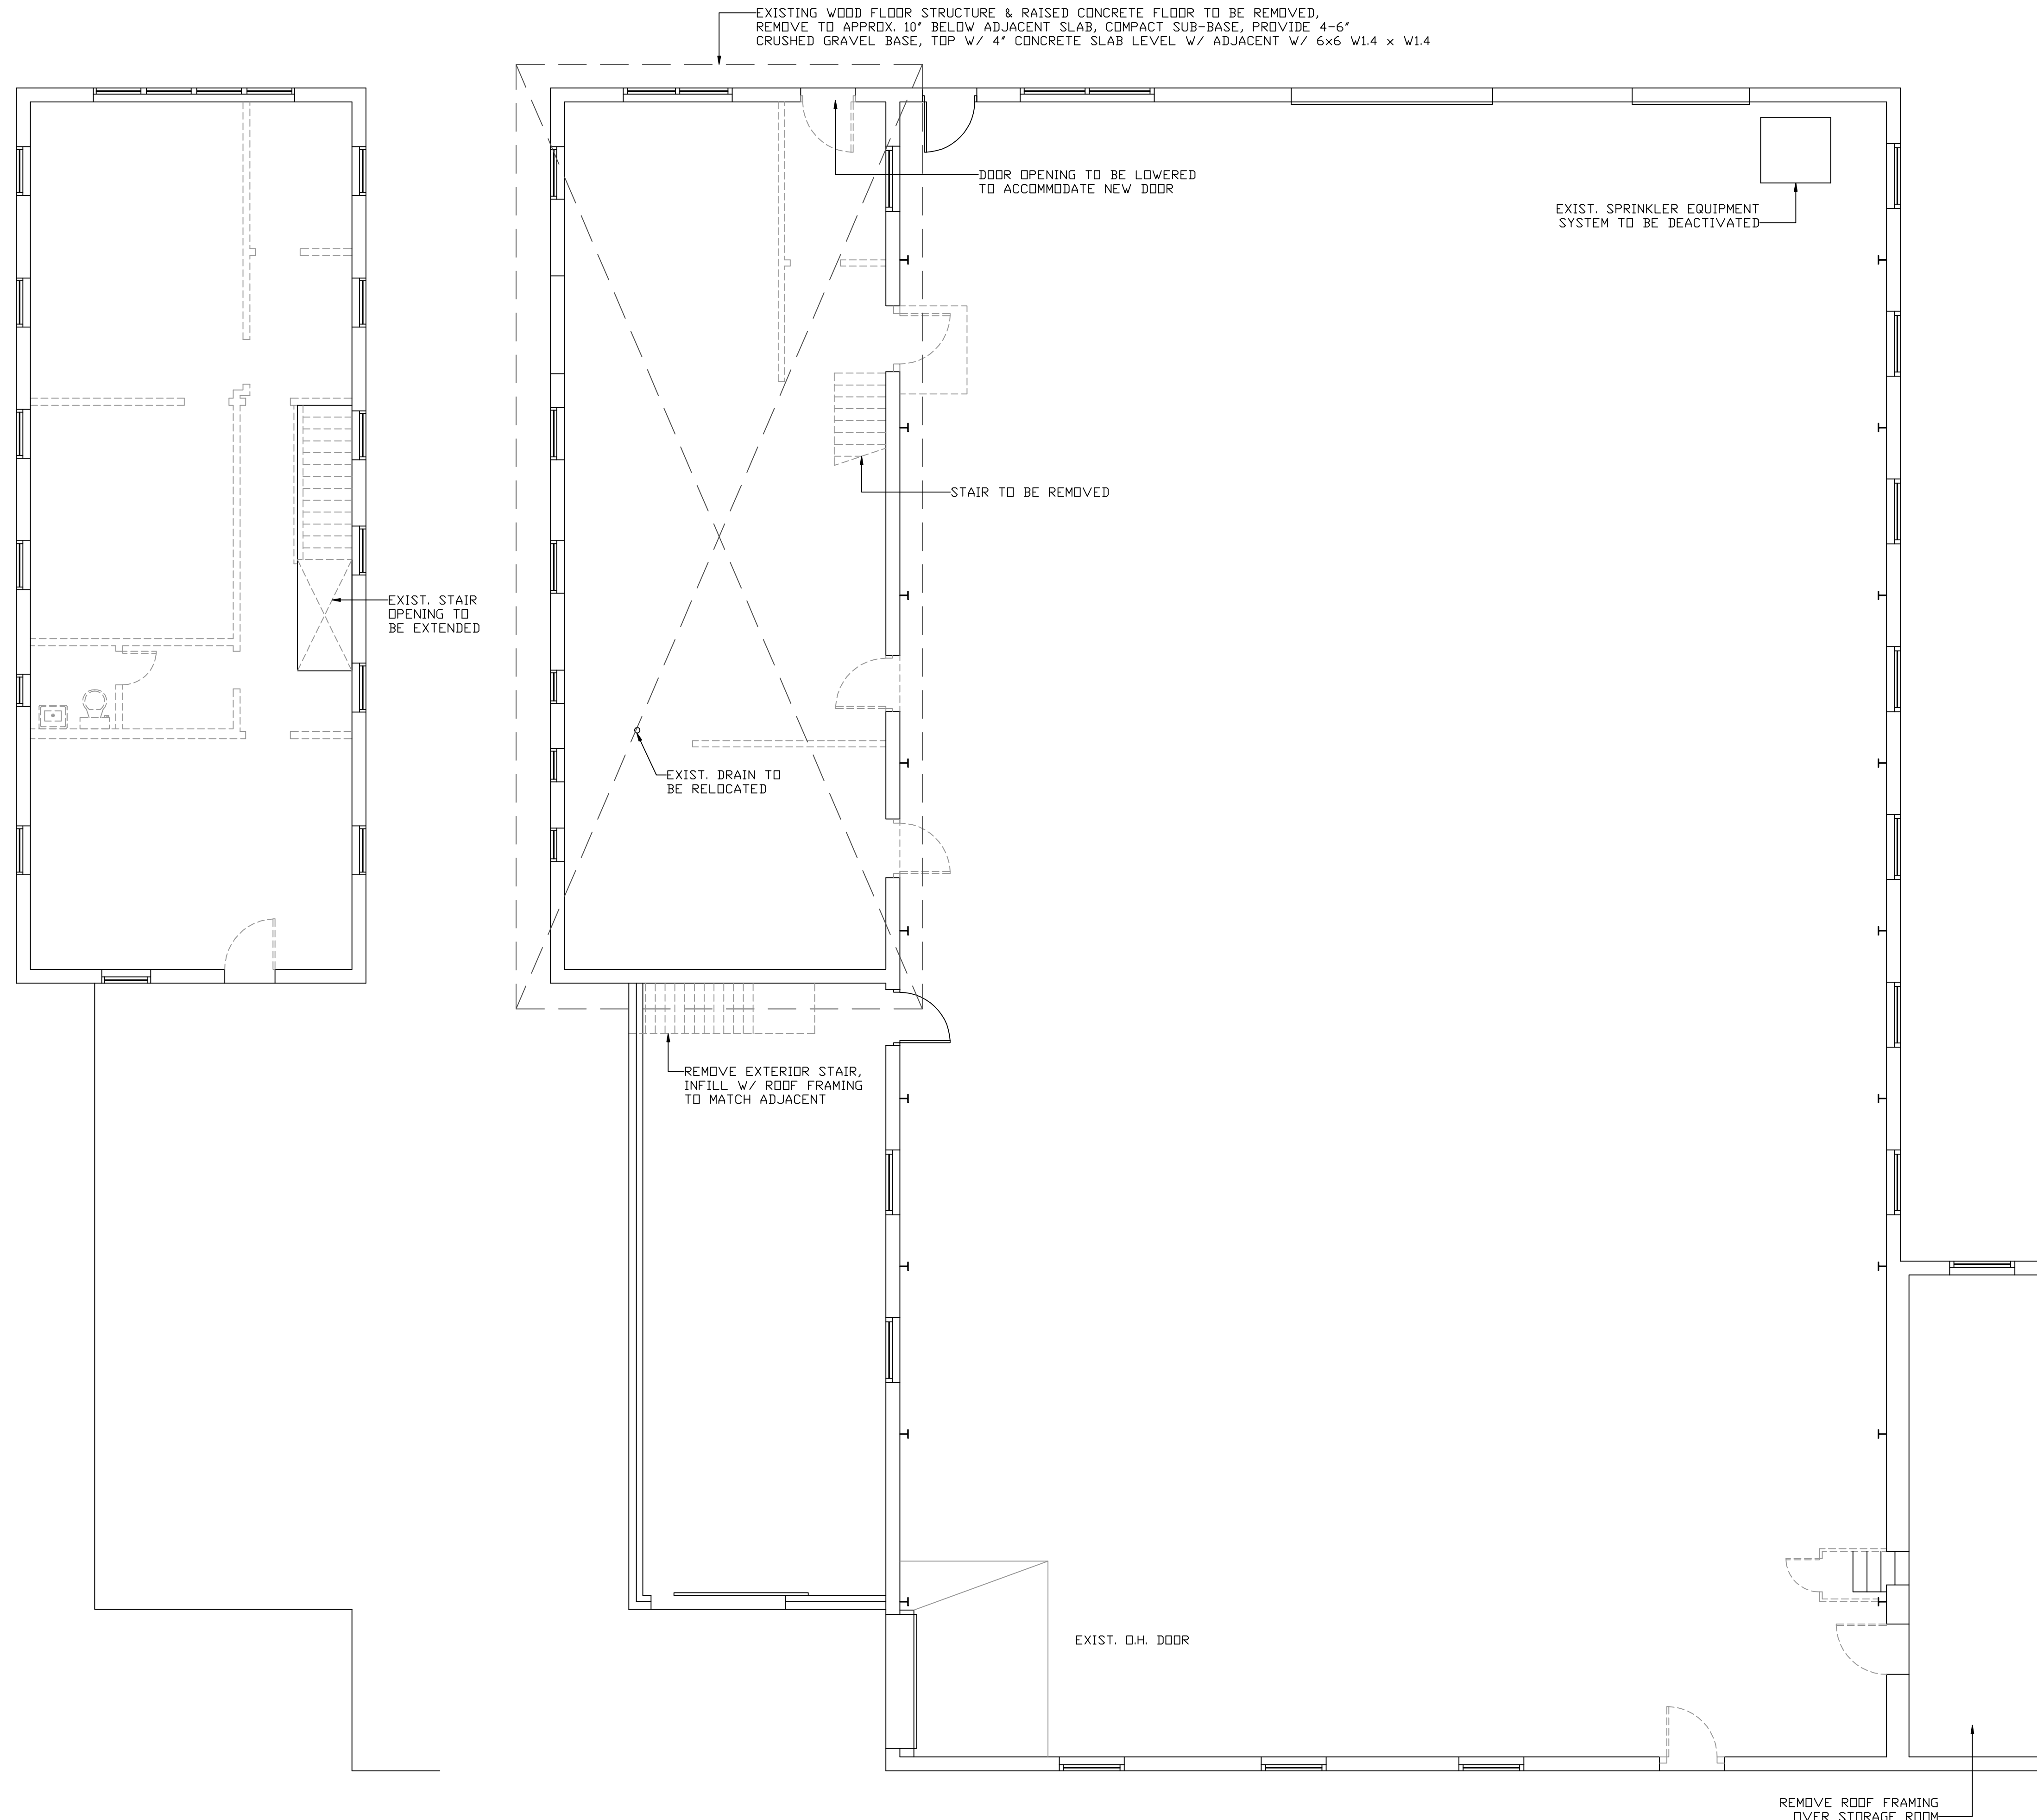 EXISTING WOOD FLOOR STRUCTURE & RAISED CONCRETE FLOOR TO BE REMOVED,
REMOVE TO APPROX. 10" BELOW ADJACENT SLAB, COMPACT SUB-BASE, PROVIDE 4-6"
CRUSHED GRAVEL BASE, TOP W/ 4" CONCRETE SLAB LEVEL W/ ADJACENT W/ 6x6 W1.4 x W1.4
DOOR OPENING TO BE LOWERED
TO ACCOMMODATE NEW DOOR
EXIST. SPRINKLER EQUIPMENT
SYSTEM TO BE DEACTIVATED
STAIR TO BE REMOVED
EXIST. STAIR
OPENING TO
BE EXTENDED
EXIST. DRAIN TO
BE RELOCATED
REMOVE EXTERIOR STAIR,
INFILL W/ ROOF FRAMING
TO MATCH ADJACENT
EXIST. O.H. DOOR
REMOVE ROOF FRAMING
OVER STORAGE ROOM